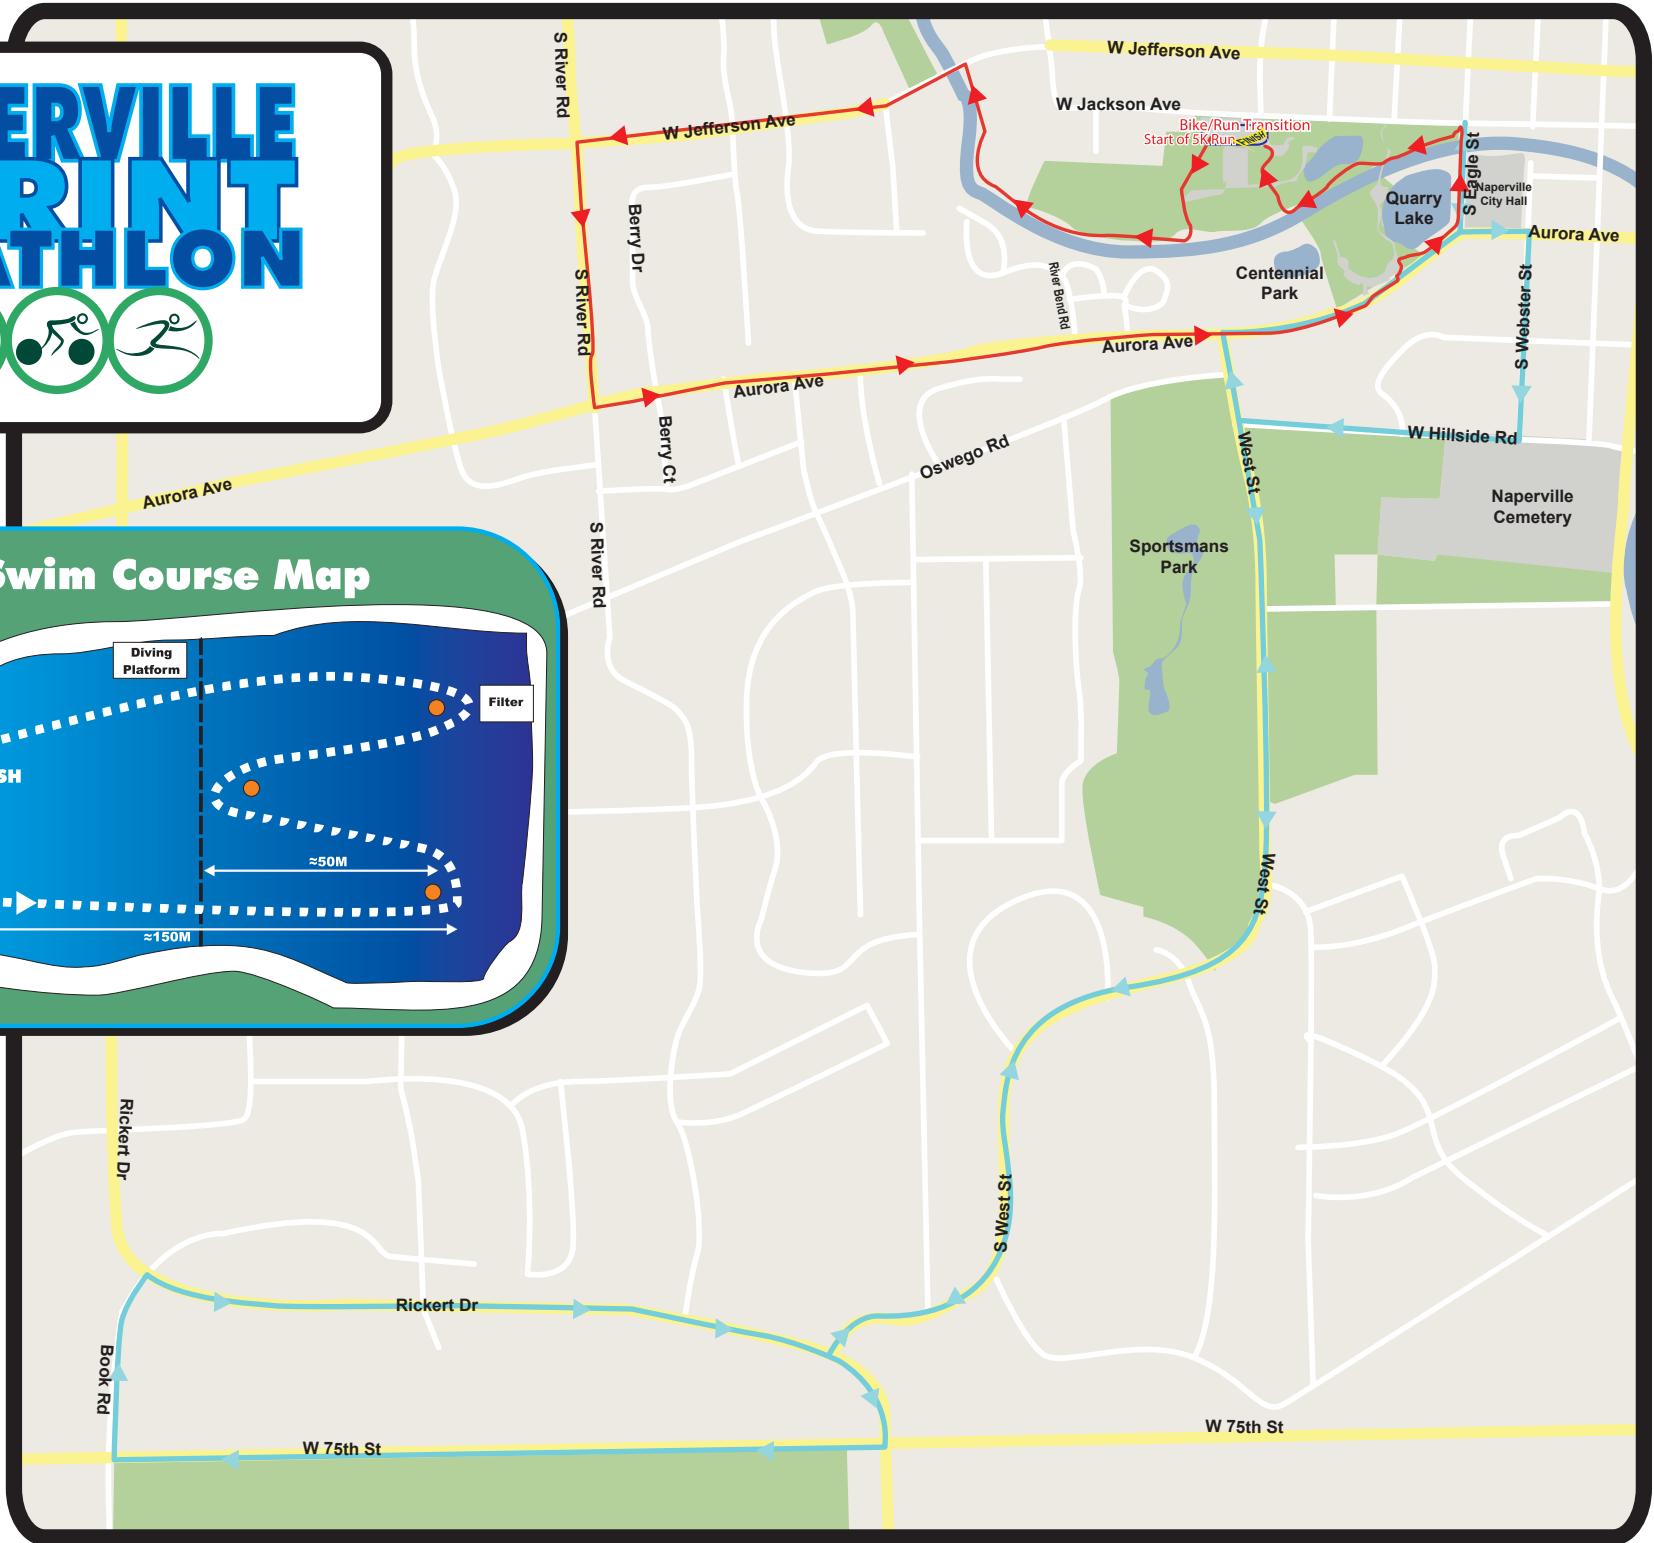 ERVILLE
RINT
ATHLON
S River Rd
W Jefferson Ave
W Jackson Ave
W Jefferson Ave
Bike/Run Transition
Start of 5K Run
FINISH
S Eagle St
Naperville
City Hall
Quarry
Lake
Aurora Ave
Berry Dr
S River Rd
River Bend Rd
Centennial
Park
S Webster St
Aurora Ave
Aurora Ave
Berry Ct
Oswego Rd
West St
W Hillside Rd
Aurora Ave
Naperville
Cemetery
S River Rd
Sportsmans
Park
Swim Course Map
Diving
Platform
Filter
SH
≈50M
≈150M
West St
Rickert Dr
S West St
Rickert Dr
Book Rd
W 75th St
W 75th St